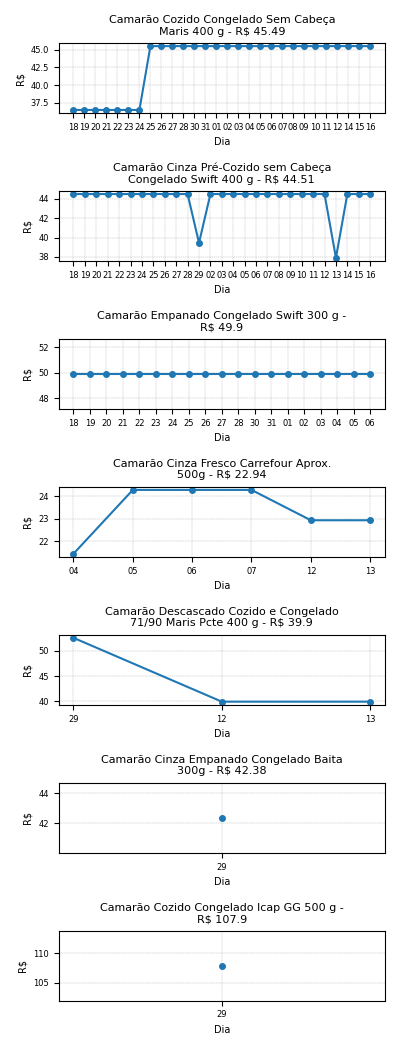 Camarão Cozido Congelado Sem Cabeça
Maris 400 g - R$ 45.49
45.0
42.5
40.0
37.5
R$
18 19 20 21 22 23 24 25 26 27 28 29 30 31 01 02 03 04 05 06 07 08 09 10 11 12 13 14 15 16
Dia
Camarão Cinza Pré-Cozido sem Cabeça
Congelado Swift 400 g - R$ 44.51
44
42
40
38
R$
18 19 20 21 22 23 24 25 26 27 28 29 02 03 04 05 06 07 08 09 10 11 12 12 13 14 15 16
Dia
Camarão Empanado Congelado Swift 300 g -
R$ 49.9
52
50
48
R$
18 19 20 21 22 23 24 25 26 27 28 30 31 01 02 03 04 05 06
Dia
Camarão Cinza Fresco Carrefour Aprox.
500g - R$ 22.94
24
23
22
R$
04 05 06 07 12 13
Dia
Camarão Descascado Cozido e Congelado
71/90 Maris Pcte 400 g - R$ 39.9
50
45
40
R$
29 12 13
Dia
Camarão Cinza Empanado Congelado Baita
300g - R$ 42.38
44
42
R$
29
Dia
Camarão Cozido Congelado Icap GG 500 g -
R$ 107.9
110
105
R$
29
Dia